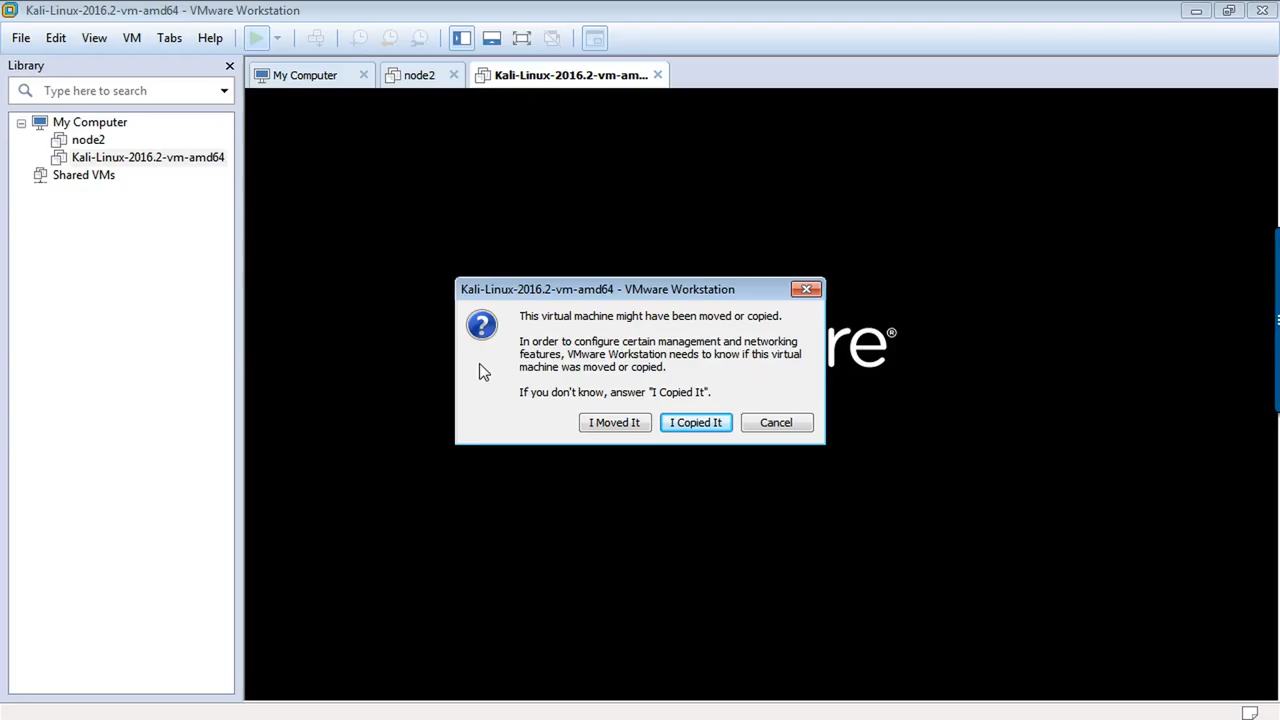 Kali-Linux-2016.2-vm-amd64 - VMware Workstation
File Edit View VM Tabs Help
Library
My Computer
node2
Kali-Linux-2016.2-vm-am...
Type here to search
My Computer
node2
Kali-Linux-2016.2-vm-amd64
Shared VMs
Kali-Linux-2016.2-vm-amd64 - VMware Workstation
This virtual machine might have been moved or copied.
In order to configure certain management and networking
features, VMware Workstation needs to know if this virtual
machine was moved or copied.
If you don't know, answer "I Copied It".
I Moved It
I Copied It
Cancel
re®